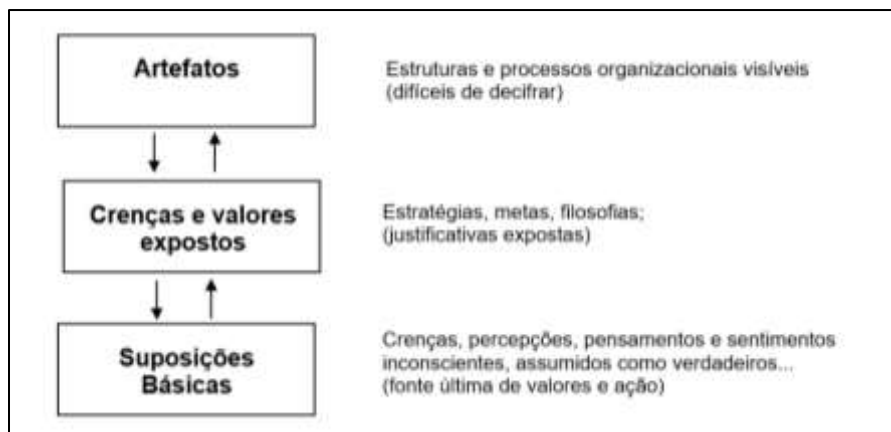 Artefatos
Estruturas e processos organizacionais visíveis
(difíceis de decifrar)
Crenças e valores
expostos
Estratégias, metas, filosofias;
(justificativas expostas)
Suposições
Básicas
Crenças, percepções, pensamentos e sentimentos
inconscientes, assumidos como verdadeiros...
(fonte última de valores e ação)